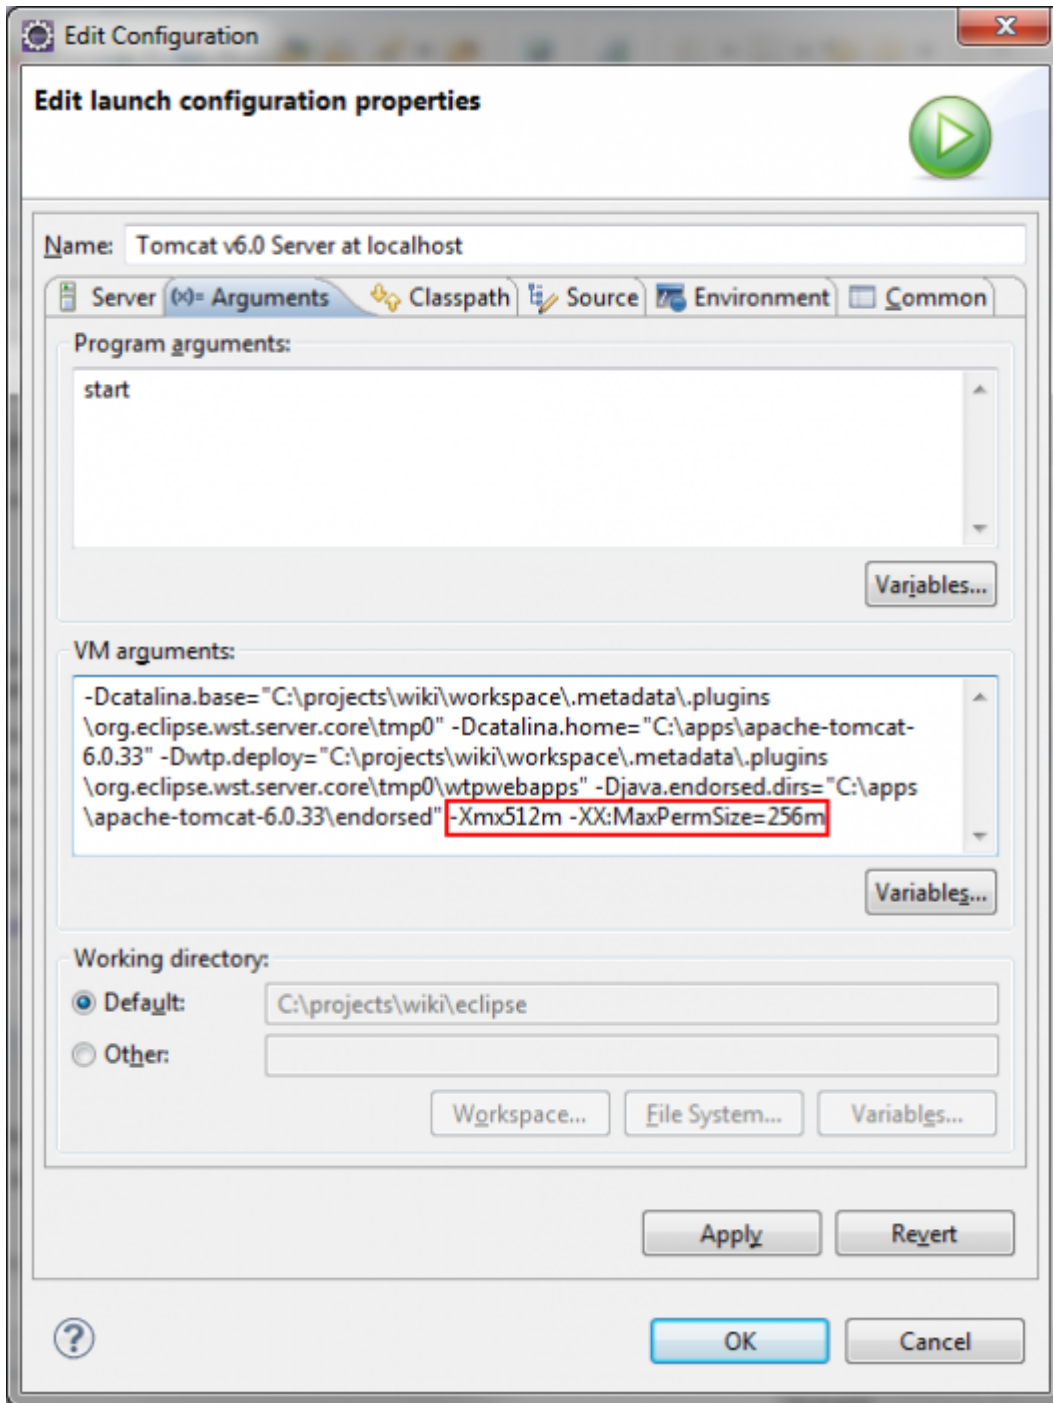 Edit Configuration
Edit launch configuration properties
Name: Tomcat v6.0 Server at localhost
Server (x)= Arguments Classpath Source Environment Common
Program arguments:
start
Variables...
VM arguments:
-Dcatalina.base="C:\projects\wiki\workspace\.metadata\.plugins
\org.eclipse.wst.server.core\tmp0" -Dcatalina.home="C:\apps\apache-tomcat-
6.0.33" -Dwtp.deploy="C:\projects\wiki\workspace\.metadata\.plugins
\org.eclipse.wst.server.core\tmp0\wtpwebapps" -Djava.endorsed.dirs="C:\apps
\apache-tomcat-6.0.33\endorsed" -Xmx512m -XX:MaxPermSize=256m
Variables...
Working directory:
Default: C:\projects\wiki\eclipse
Other:
Workspace... File System... Variables...
Apply Revert
? OK Cancel